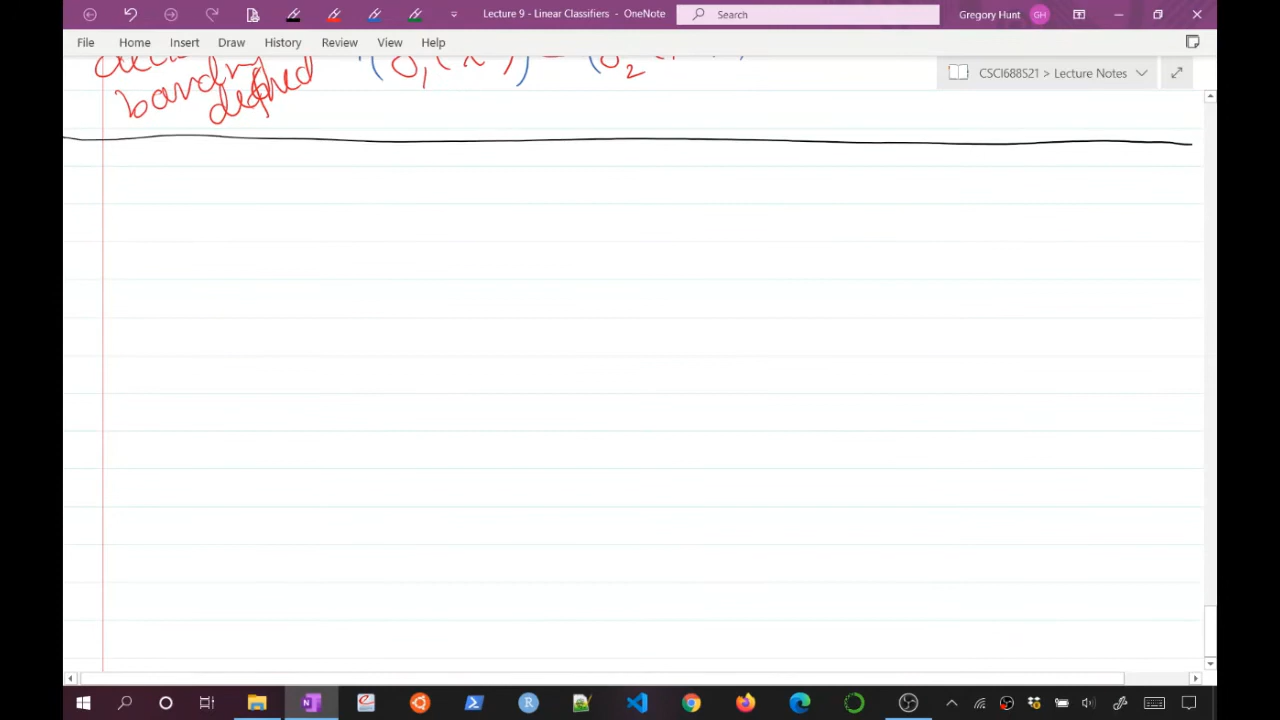 Lecture 9 - Linear Classifiers - OneNote
Search
Gregory Hunt
GH
File
Home
Insert
Draw
History
Review
View
Help
CSCI688S21 > Lecture Notes
defined